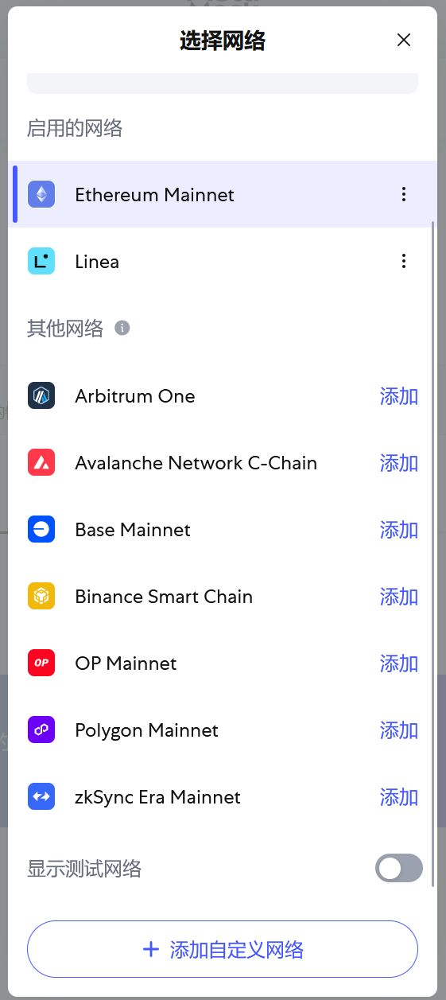 选择网络
启用的网络
Ethereum Mainnet
Linea
其他网络
Arbitrum One 添加
Avalanche Network C-Chain 添加
Base Mainnet 添加
Binance Smart Chain 添加
OP OP Mainnet 添加
Polygon Mainnet 添加
zkSync Era Mainnet 添加
显示测试网络
+ 添加自定义网络